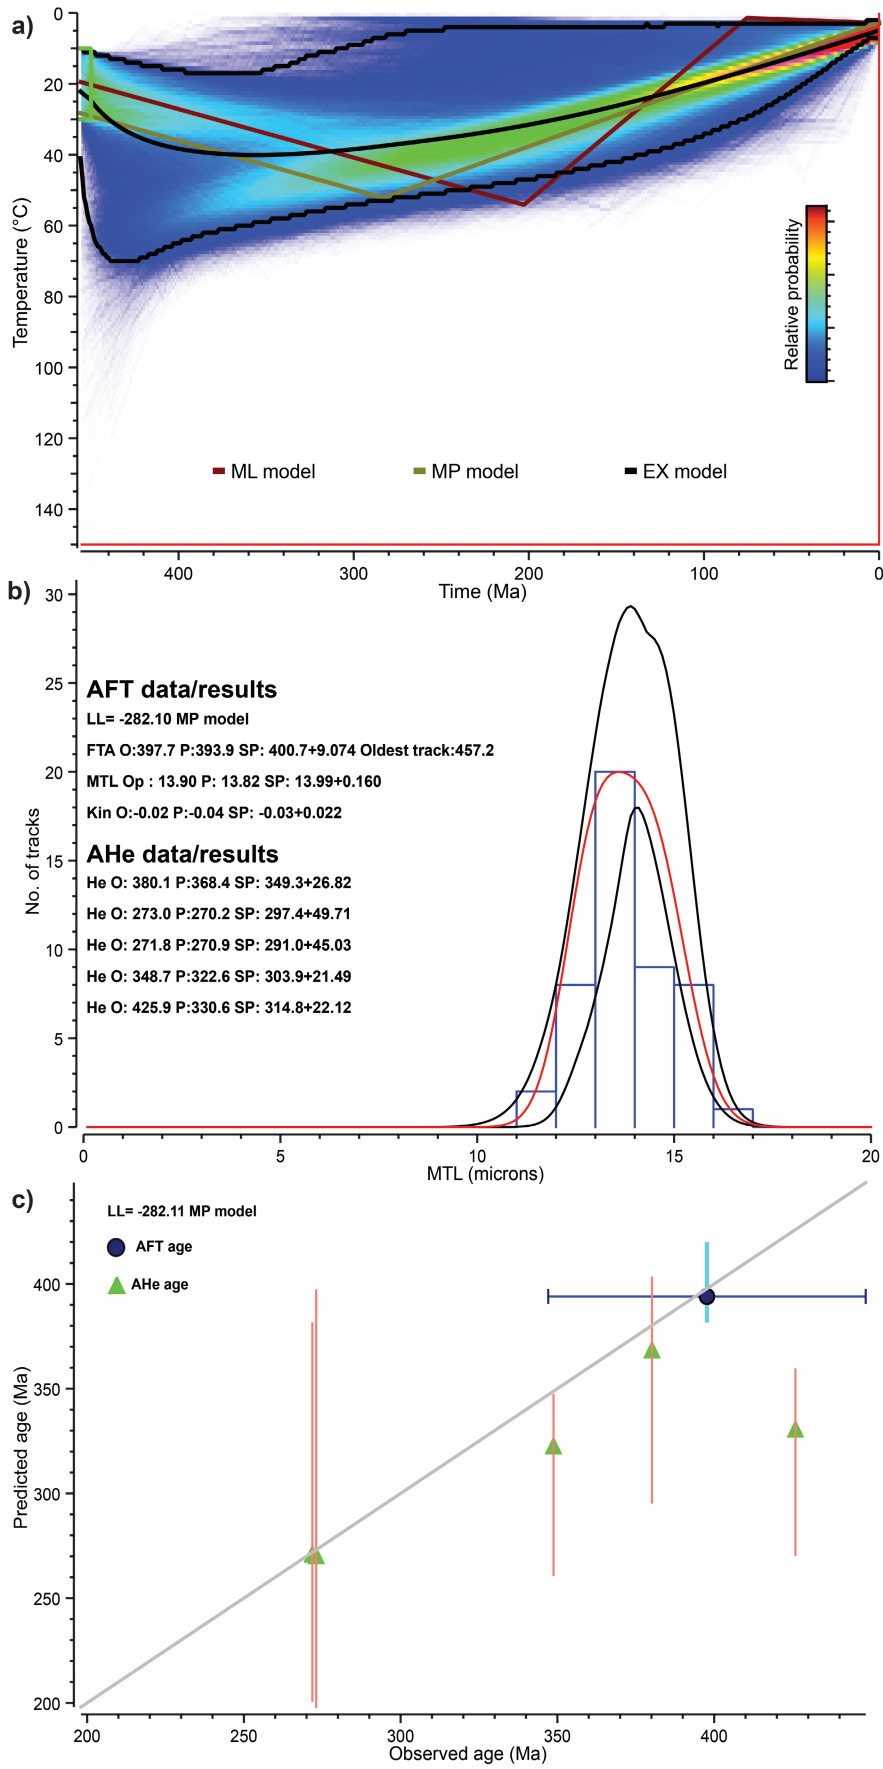 a)
0
20
40
60
80
100
120
140
Temperature (°C)
Relative probability
ML model
MP model
EX model
400
300
200
100
0
Time (Ma)
b)
30
25
20
15
10
5
0
No. of tracks
AFT data/results
LL= -282.10 MP model
FTA O:397.7 P:393.9 SP: 400.7+9.074 Oldest track:457.2
MTL Op : 13.90 P: 13.82 SP: 13.99+0.160
Kin O:-0.02 P:-0.04 SP: -0.03+0.022
AHe data/results
He O: 380.1 P:368.4 SP: 349.3+26.82
He O: 273.0 P:270.2 SP: 297.4+49.71
He O: 271.8 P:270.9 SP: 291.0+45.03
He O: 348.7 P:322.6 SP: 303.9+21.49
He O: 425.9 P:330.6 SP: 314.8+22.12
0
5
10
15
20
MTL (microns)
c)
LL= -282.11 MP model
AFT age
AHe age
400
350
300
250
200
Predicted age (Ma)
200
250
300
350
400
Observed age (Ma)